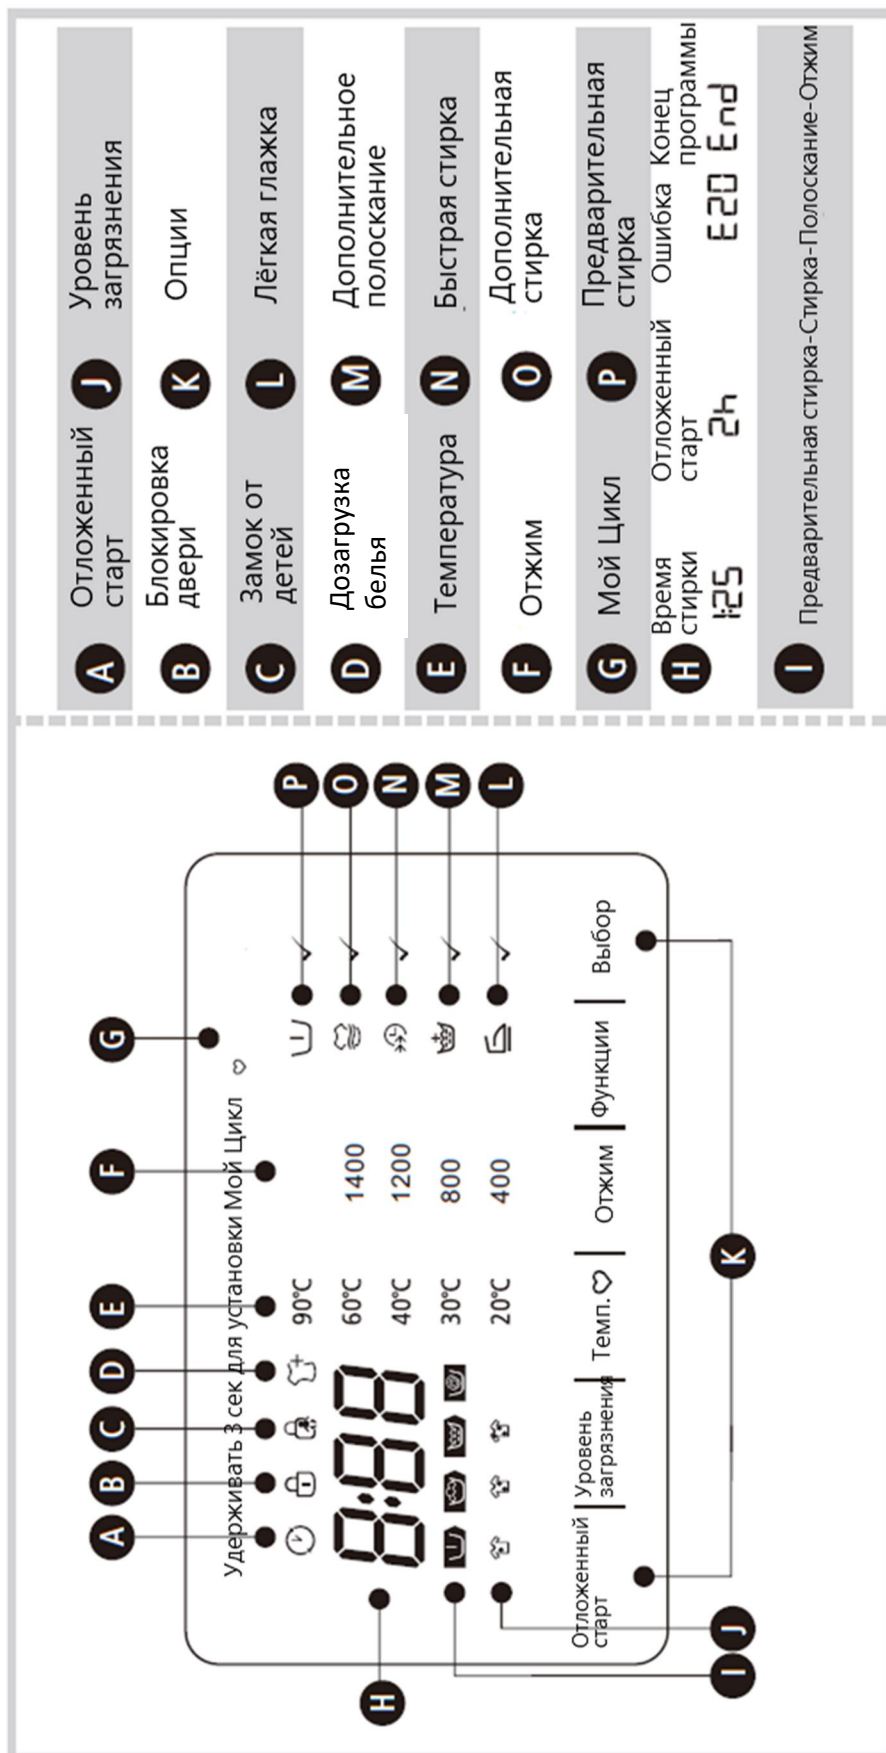 A B C D E F G
Удерживать 3 сек для установки Мой Цикл ♡
90°C P
60°C 1400 O
H 8:88 40°C 1200 N
30°C 800 M
20°C 400 L
Отложенный старт
Уровень загрязнения
Темп. ♡
Отжим
Функции
Выбор
I J K
A Отложенный
старт
J Уровень
загрязнения
B Блокировка
двери
K Опции
C Замок от
детей
L Лёгкая глажка
D Дозагрузка
белья
M Дополнительное
полоскание
E Температура
N Быстрая стирка
F Отжим
O Дополнительная
стирка
G Мой Цикл
P Предварительная
стирка
H Время
стирки
1:25
Отложенный
старт
2h
Ошибка
E20
Конец
программы
End
I Предварительная стирка-Стирка-Полоскание-Отжим